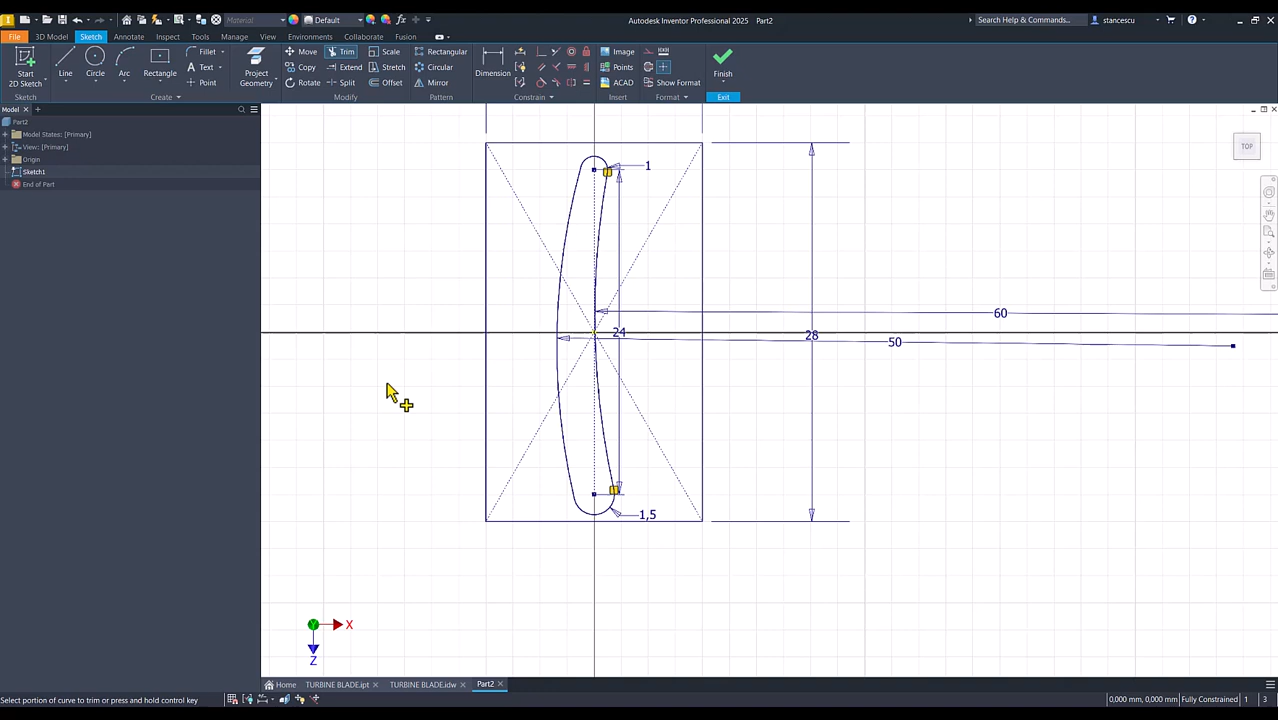 Material
Default
Autodesk Inventor Professional 2025 Part2
Search Help & Commands...
stancescu
File 3D Model Sketch Annotate Inspect Tools View Manage Environments Collaborate Fusion
Start
2D Sketch
Line
Circle
Arc
Rectangle
Fillet
Text
Point
Project
Geometry
Move
Copy
Rotate
Trim
Extend
Split
Scale
Stretch
Offset
Rectangular
Circular
Mirror
Dimension
Image
Points
ACAD
Show Format
Finish
Create
Modify
Pattern
Constrain
Insert
Format
Exit
Model
Part2
Model States: [Primary]
View: [Primary]
Origin
Sketch1
End of Part
TOP
1
60
24
28
50
1,5
X
Y
Z
Home TURBINE BLADE.ipt TURBINE BLADE.idw Part2
Select portion of curve to trim or press and hold control key
0,000 mm, 0,000 mm Fully Constrained 1 3